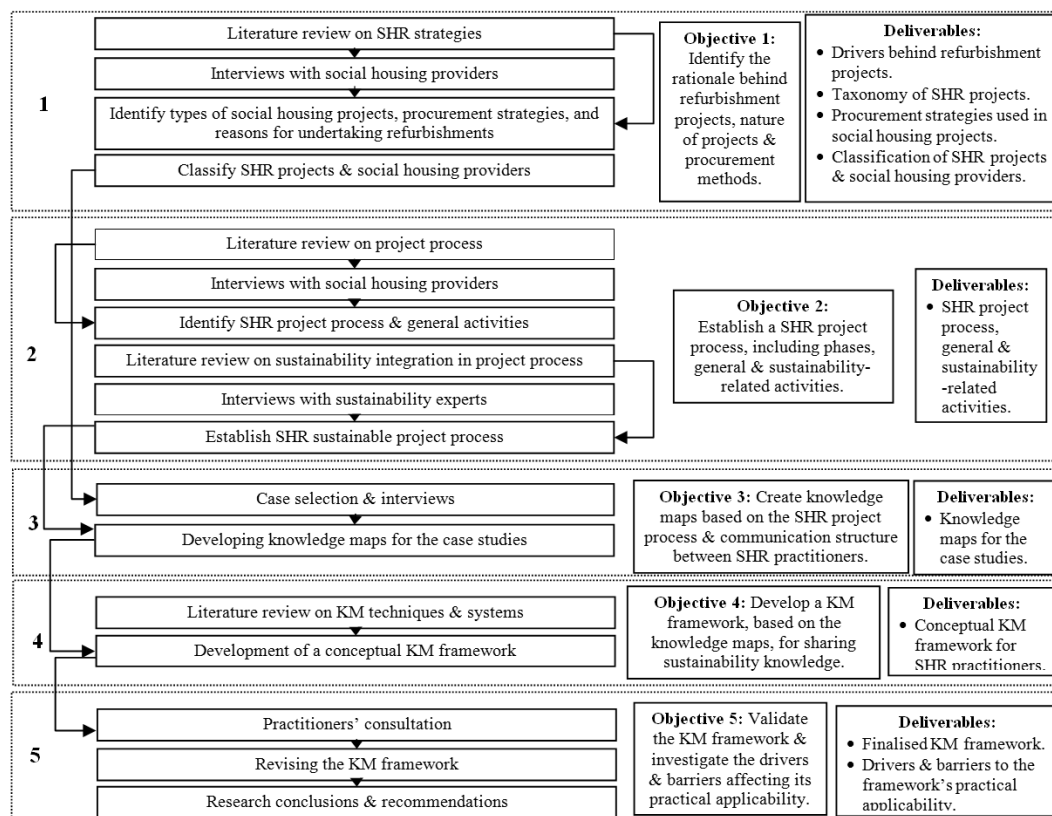 1
Literature review on SHR strategies
Interviews with social housing providers
Identify types of social housing projects, procurement strategies, and
reasons for undertaking refurbishments
Classify SHR projects & social housing providers
Objective 1:
Identify the
rationale behind
refurbishment
projects, nature
of projects &
procurement
methods.
Deliverables:
• Drivers behind refurbishment
projects.
• Taxonomy of SHR projects.
• Procurement strategies used in
social housing projects.
• Classification of SHR projects
& social housing providers.
2
Literature review on project process
Interviews with social housing providers
Identify SHR project process & general activities
Literature review on sustainability integration in project process
Interviews with sustainability experts
Establish SHR sustainable project process
Objective 2:
Establish a SHR project
process, including phases,
general & sustainability-
related activities.
Deliverables:
• SHR project
process,
general &
sustainability
-related
activities.
3
Case selection & interviews
Developing knowledge maps for the case studies
Objective 3: Create knowledge
maps based on the SHR project
process & communication structure
between SHR practitioners.
Deliverables:
• Knowledge
maps for the
case studies.
4
Literature review on KM techniques & systems
Development of a conceptual KM framework
Objective 4: Develop a KM
framework, based on the
knowledge maps, for sharing
sustainability knowledge.
Deliverables:
• Conceptual KM
framework for
SHR practitioners.
5
Practitioners' consultation
Revising the KM framework
Research conclusions & recommendations
Objective 5: Validate
the KM framework &
investigate the drivers
& barriers affecting its
practical applicability.
Deliverables:
• Finalised KM framework.
• Drivers & barriers to the
framework's practical
applicability.